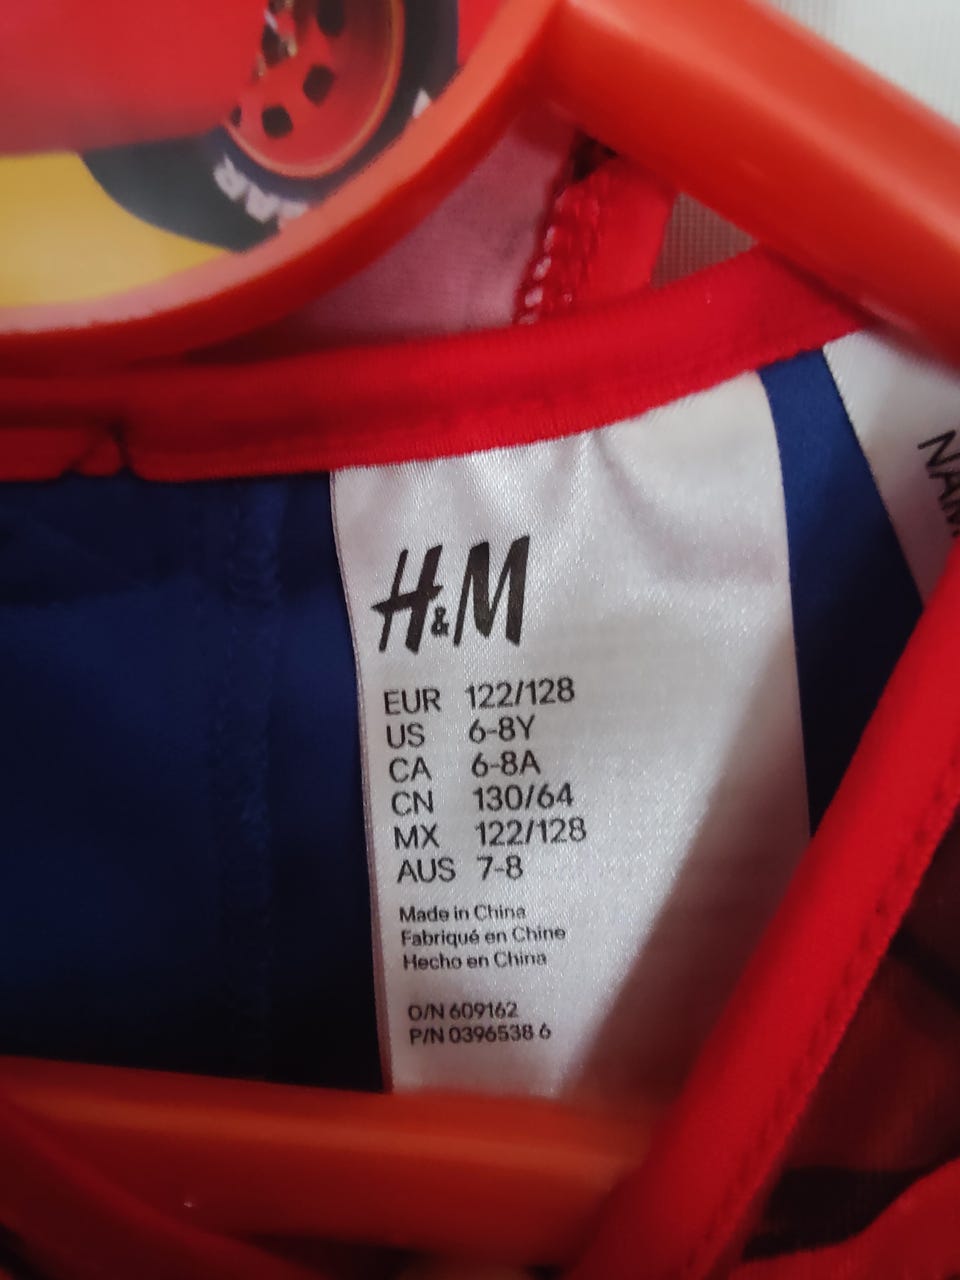 H&M
EUR 122/128
US 6-8Y
CA 6-8A
CN 130/64
MX 122/128
AUS 7-8
Made in China
Fabriqué en Chine
Hecho en China
O/N 609162
P/N 0396538 6